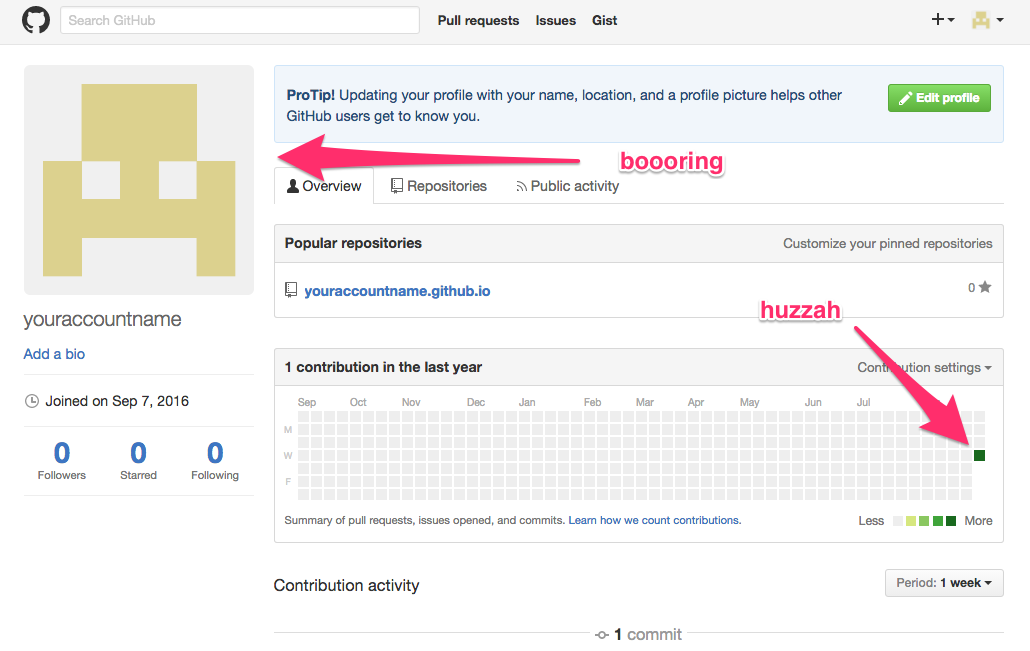 Search GitHub
Pull requests Issues Gist
ProTip! Updating your profile with your name, location, and a profile picture helps other
GitHub users get to know you.
Edit profile
boooring
Overview Repositories Public activity
Popular repositories Customize your pinned repositories
youraccountname.github.io 0
huzzah
youraccountname
Add a bio
Joined on Sep 7, 2016
0 0 0
Followers Starred Following
1 contribution in the last year Contribution settings
Sep Oct Nov Dec Jan Feb Mar Apr May Jun Jul
M
W
F
Summary of pull requests, issues opened, and commits. Learn how we count contributions. Less More
Contribution activity Period: 1 week
1 commit